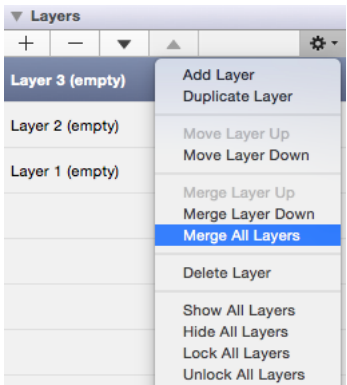 Layers
Layer 3 (empty)
Layer 2 (empty)
Layer 1 (empty)
Add Layer
Duplicate Layer
Move Layer Up
Move Layer Down
Merge Layer Up
Merge Layer Down
Merge All Layers
Delete Layer
Show All Layers
Hide All Layers
Lock All Layers
Unlock All Layers